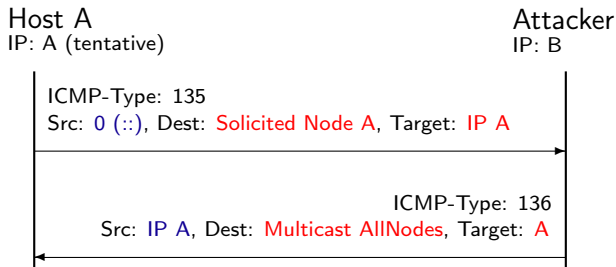 Host A
IP: A (tentative)
Attacker
IP: B
ICMP-Type: 135
Src: 0 (::), Dest: Solicited Node A, Target: IP A
ICMP-Type: 136
Src: IP A, Dest: Multicast AllNodes, Target: A